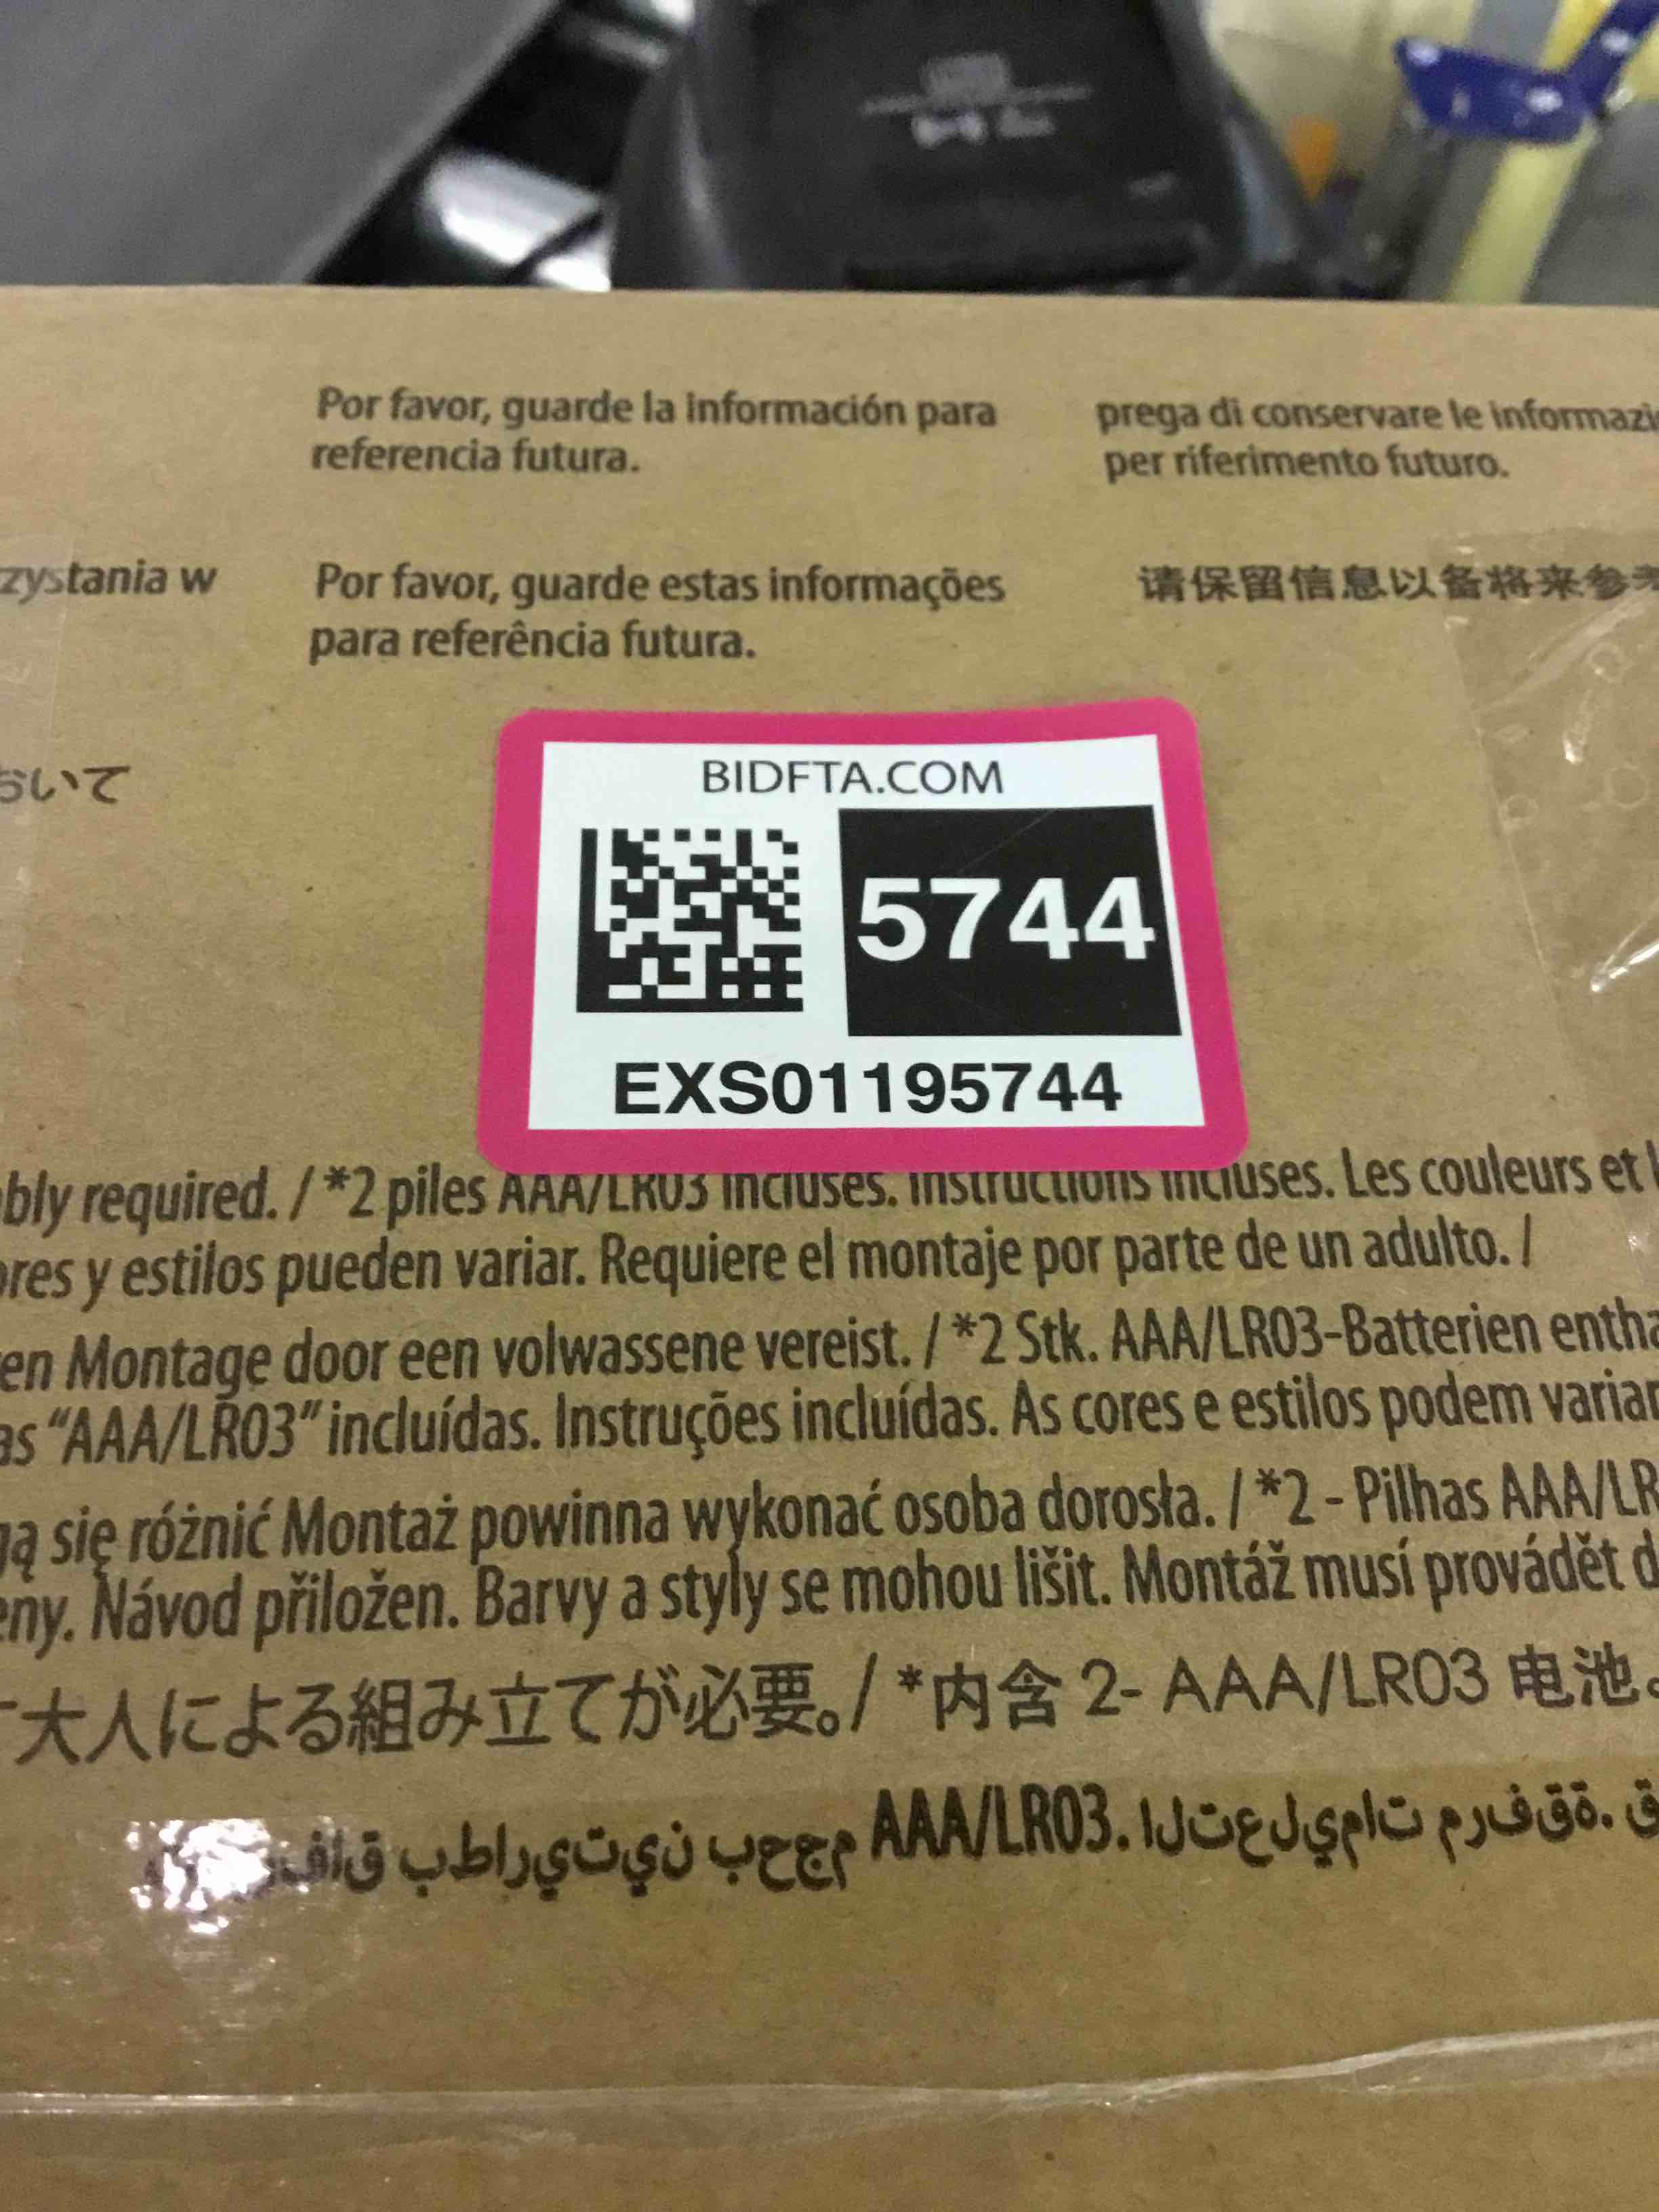 Por favor, guarde la información para
referencia futura.
prega di conservare le informazi
per riferimento futuro.
zystania w
Por favor, guarde estas informações
para referência futura.
请保留信息以备将来参考
おいて
BIDFTA.COM
5744
EXS01195744
bly required. / *2 piles AAA/LR03 incluses. Instructions incluses. Les couleurs et l
ores y estilos pueden variar. Requiere el montaje por parte de un adulto. /
en Montage door een volwassene vereist. / *2 Stk. AAA/LR03-Batterien entha
as “AAA/LR03” incluídas. Instruções incluídas. As cores e estilos podem variar
gą się różnić Montaż powinna wykonać osoba dorosła. / *2 - Pilhas AAA/LR
eny. Návod přiložen. Barvy a styly se mohou lišit. Montáž musí provádět d
大人による組み立てが必要。/ *内含 2- AAA/LR03 电池。
م ج ح ب ن ي ت ي ر ا ط ب AAA/LR03. ا ل ت ع ل ي م ا ت م ر ف ق ة.